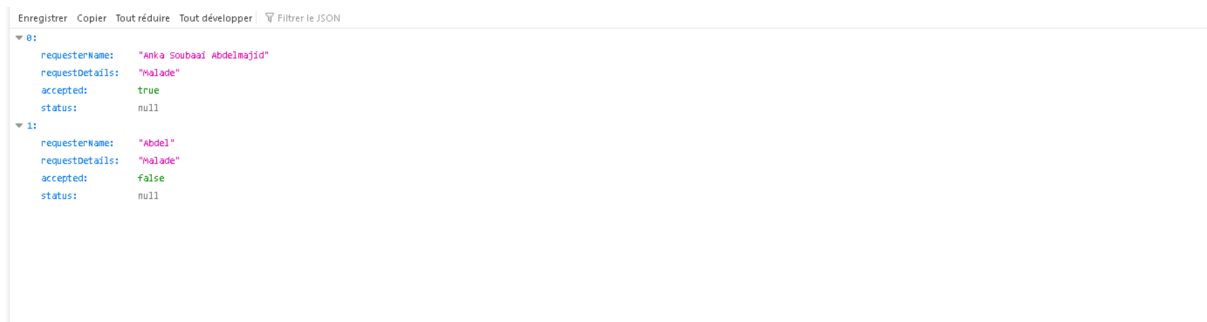 Enregistrer Copier Tout réduire Tout développer Filtrer le JSON
0:
requesterName: "Anka Soubaai Abdelmajid"
requestDetails: "Malade"
accepted: true
status: null
1:
requesterName: "Abdel"
requestDetails: "Malade"
accepted: false
status: null